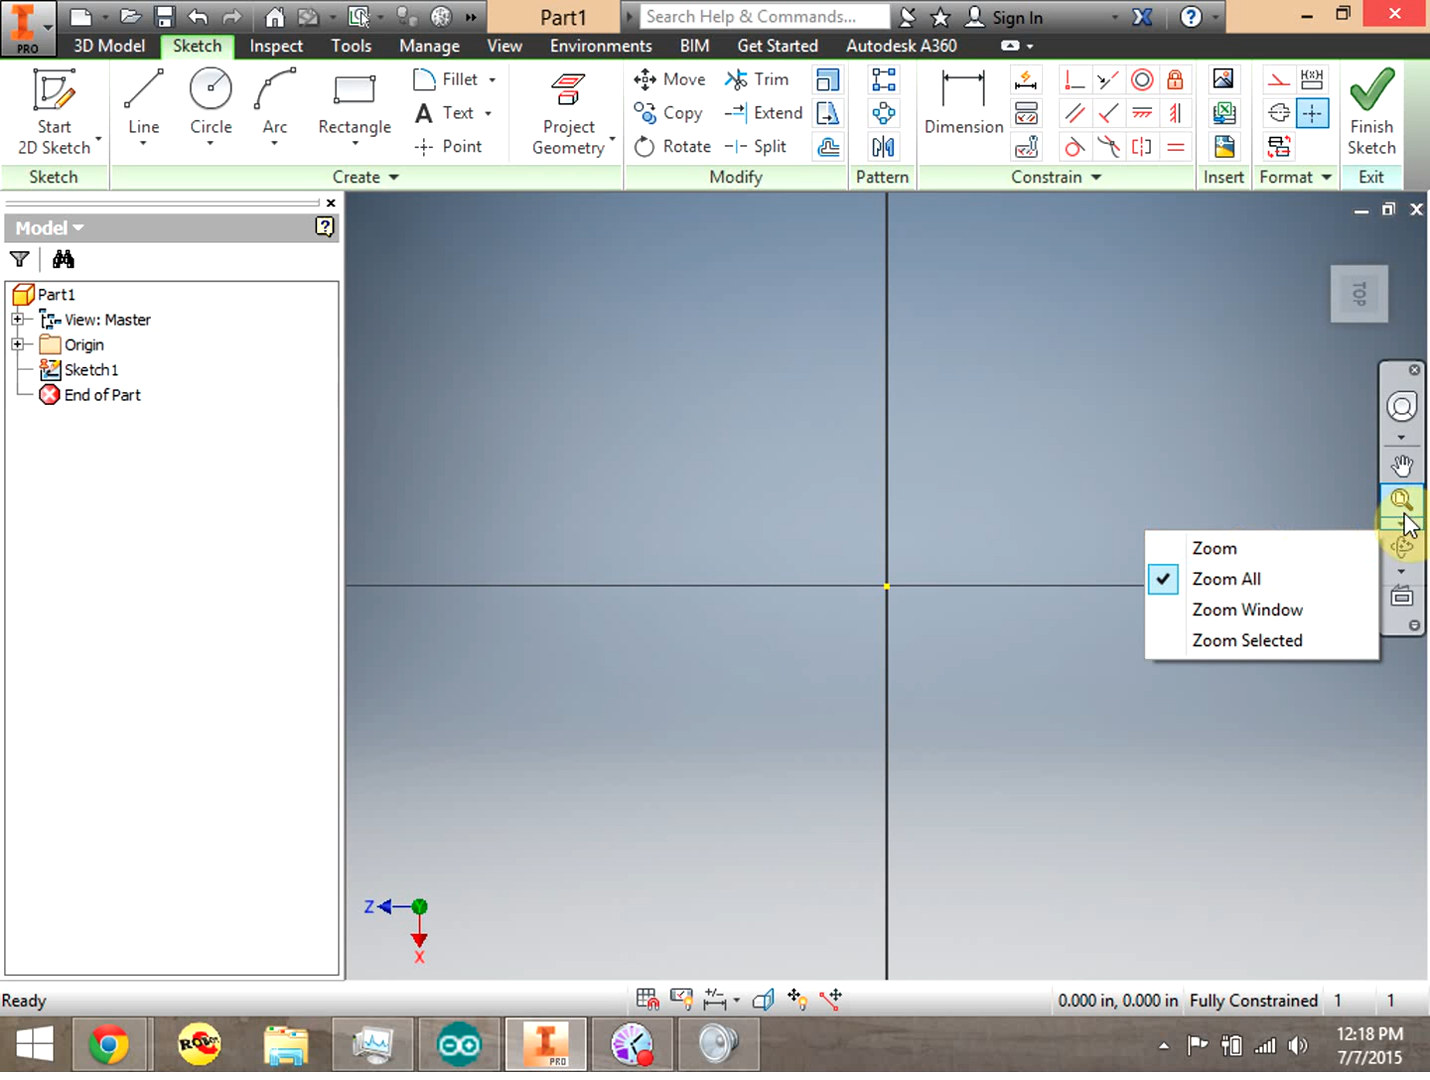 Part1
Search Help & Commands...
Sign In
PRO
3D Model
Sketch
Inspect
Tools
Manage
View
Environments
BIM
Get Started
Autodesk A360
Start
2D Sketch
Line
Circle
Arc
Rectangle
Fillet
Text
Point
Project
Geometry
Move
Copy
Rotate
Trim
Extend
Split
Dimension
Finish
Sketch
Sketch
Create
Modify
Pattern
Constrain
Insert
Format
Exit
Model
Part1
View: Master
Origin
Sketch1
End of Part
TOP
Zoom
Zoom All
Zoom Window
Zoom Selected
Z
X
Ready
0.000 in, 0.000 in
Fully Constrained
1
1
PRO
12:18 PM
7/7/2015